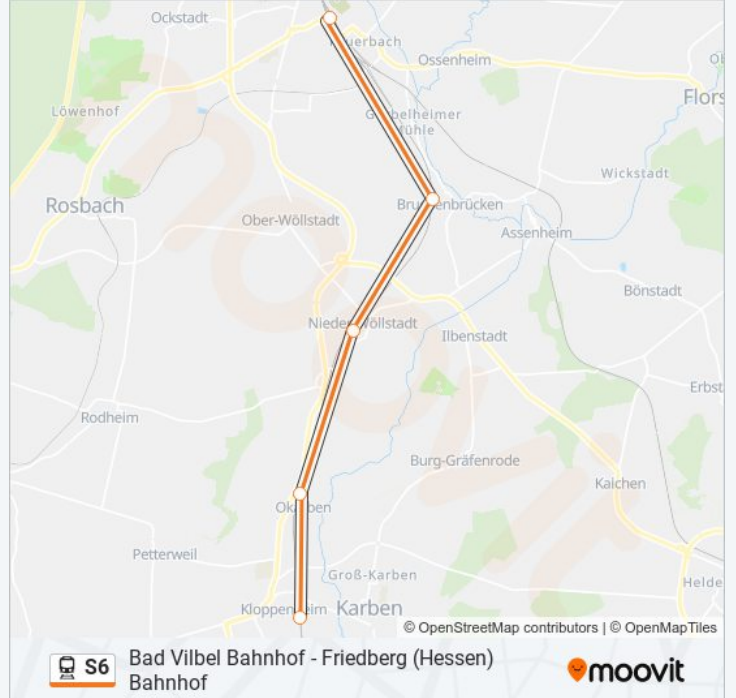 Ockstadt
Ossenheim
Löwenhof
Flors
Wickstadt
Rosbach
Ober-Wöllstadt
Assenheim
Bönstadt
Ilbenstadt
Erbst
Rodheim
Burg-Gräfenrode
Kaichen
Petterweil
Groß-Karben
Helde
Karben
© OpenStreetMap contributors | © OpenMapTiles
S6
Bad Vilbel Bahnhof - Friedberg (Hessen)
Bahnhof
moovit